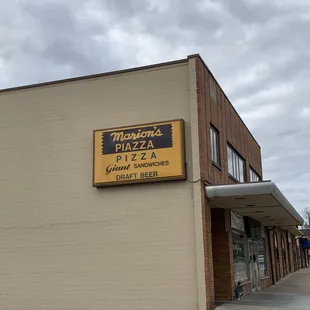 Marion's
PIAZZA
PIZZA
Giant SANDWICHES
DRAFT BEER